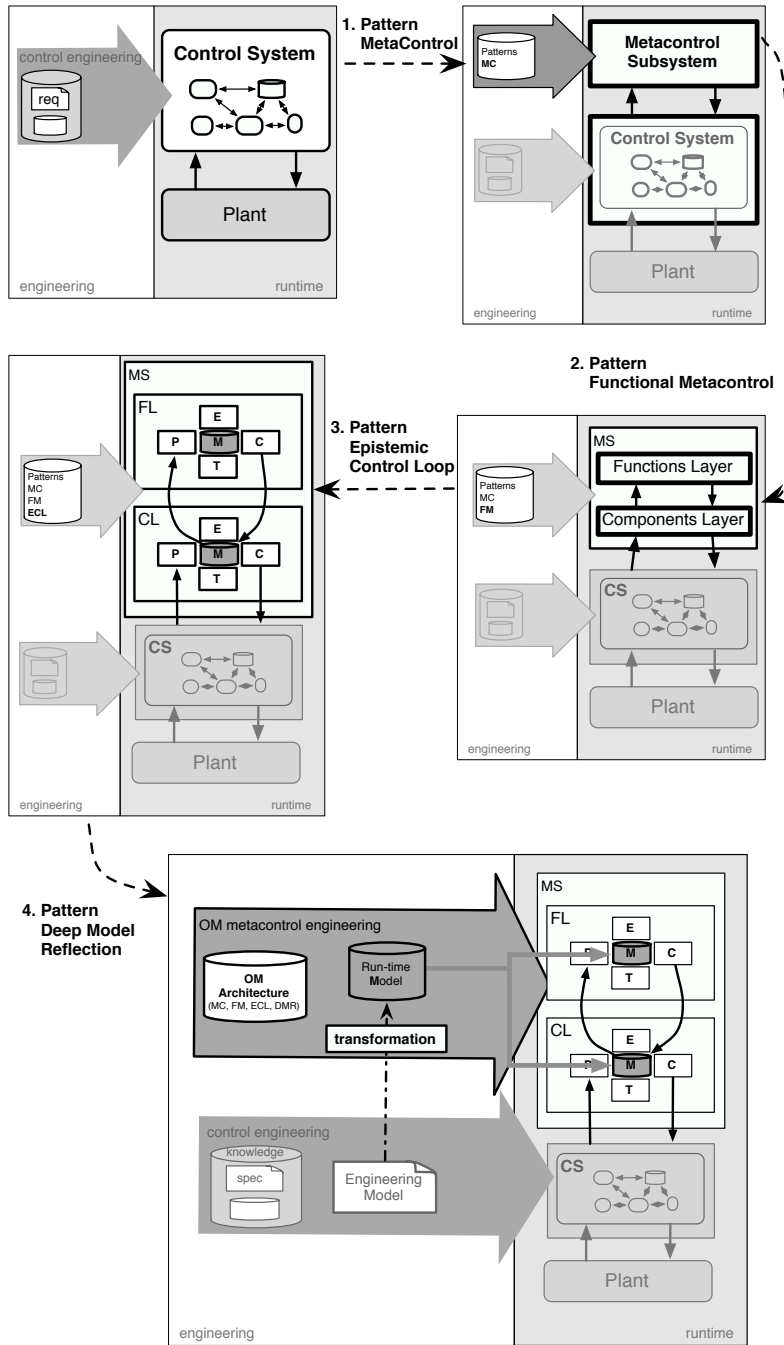 control engineering
req
Control System
Plant
engineering
runtime
1. Pattern
MetaControl
Patterns
MC
Metacontrol
Subsystem
Control System
Plant
engineering
runtime
2. Pattern
Functional Metacontrol
Patterns
MC
FM
MS
Functions Layer
Components Layer
CS
Plant
engineering
runtime
3. Pattern
Epistemic
Control Loop
Patterns
MC
FM
ECL
MS
FL
E
P M C
T
CL
E
P M C
T
CS
Plant
engineering
runtime
4. Pattern
Deep Model
Reflection
OM metacontrol engineering
OM
Architecture
(MC, FM, ECL, DMR)
Run-time
Model
transformation
control engineering
knowledge
spec
Engineering
Model
MS
FL
E
P M C
T
CL
E
P M C
T
CS
Plant
engineering
runtime